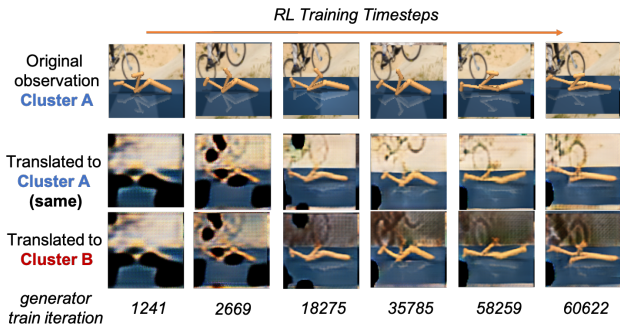 RL Training Timesteps
Original
observation
Cluster A
Translated to
Cluster A
(same)
Translated to
Cluster B
generator
train iteration
1241 2669 18275 35785 58259 60622